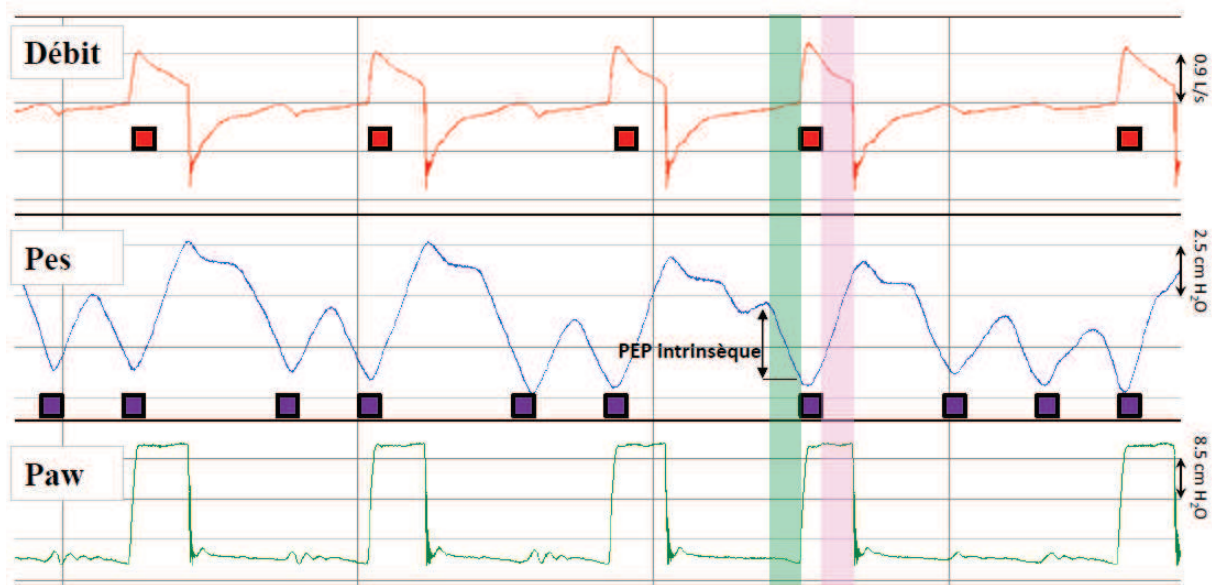 Débit
0.9 L/s
Pes
2.5 cm H₂O
PEP intrinsèque
Paw
8.5 cm H₂O